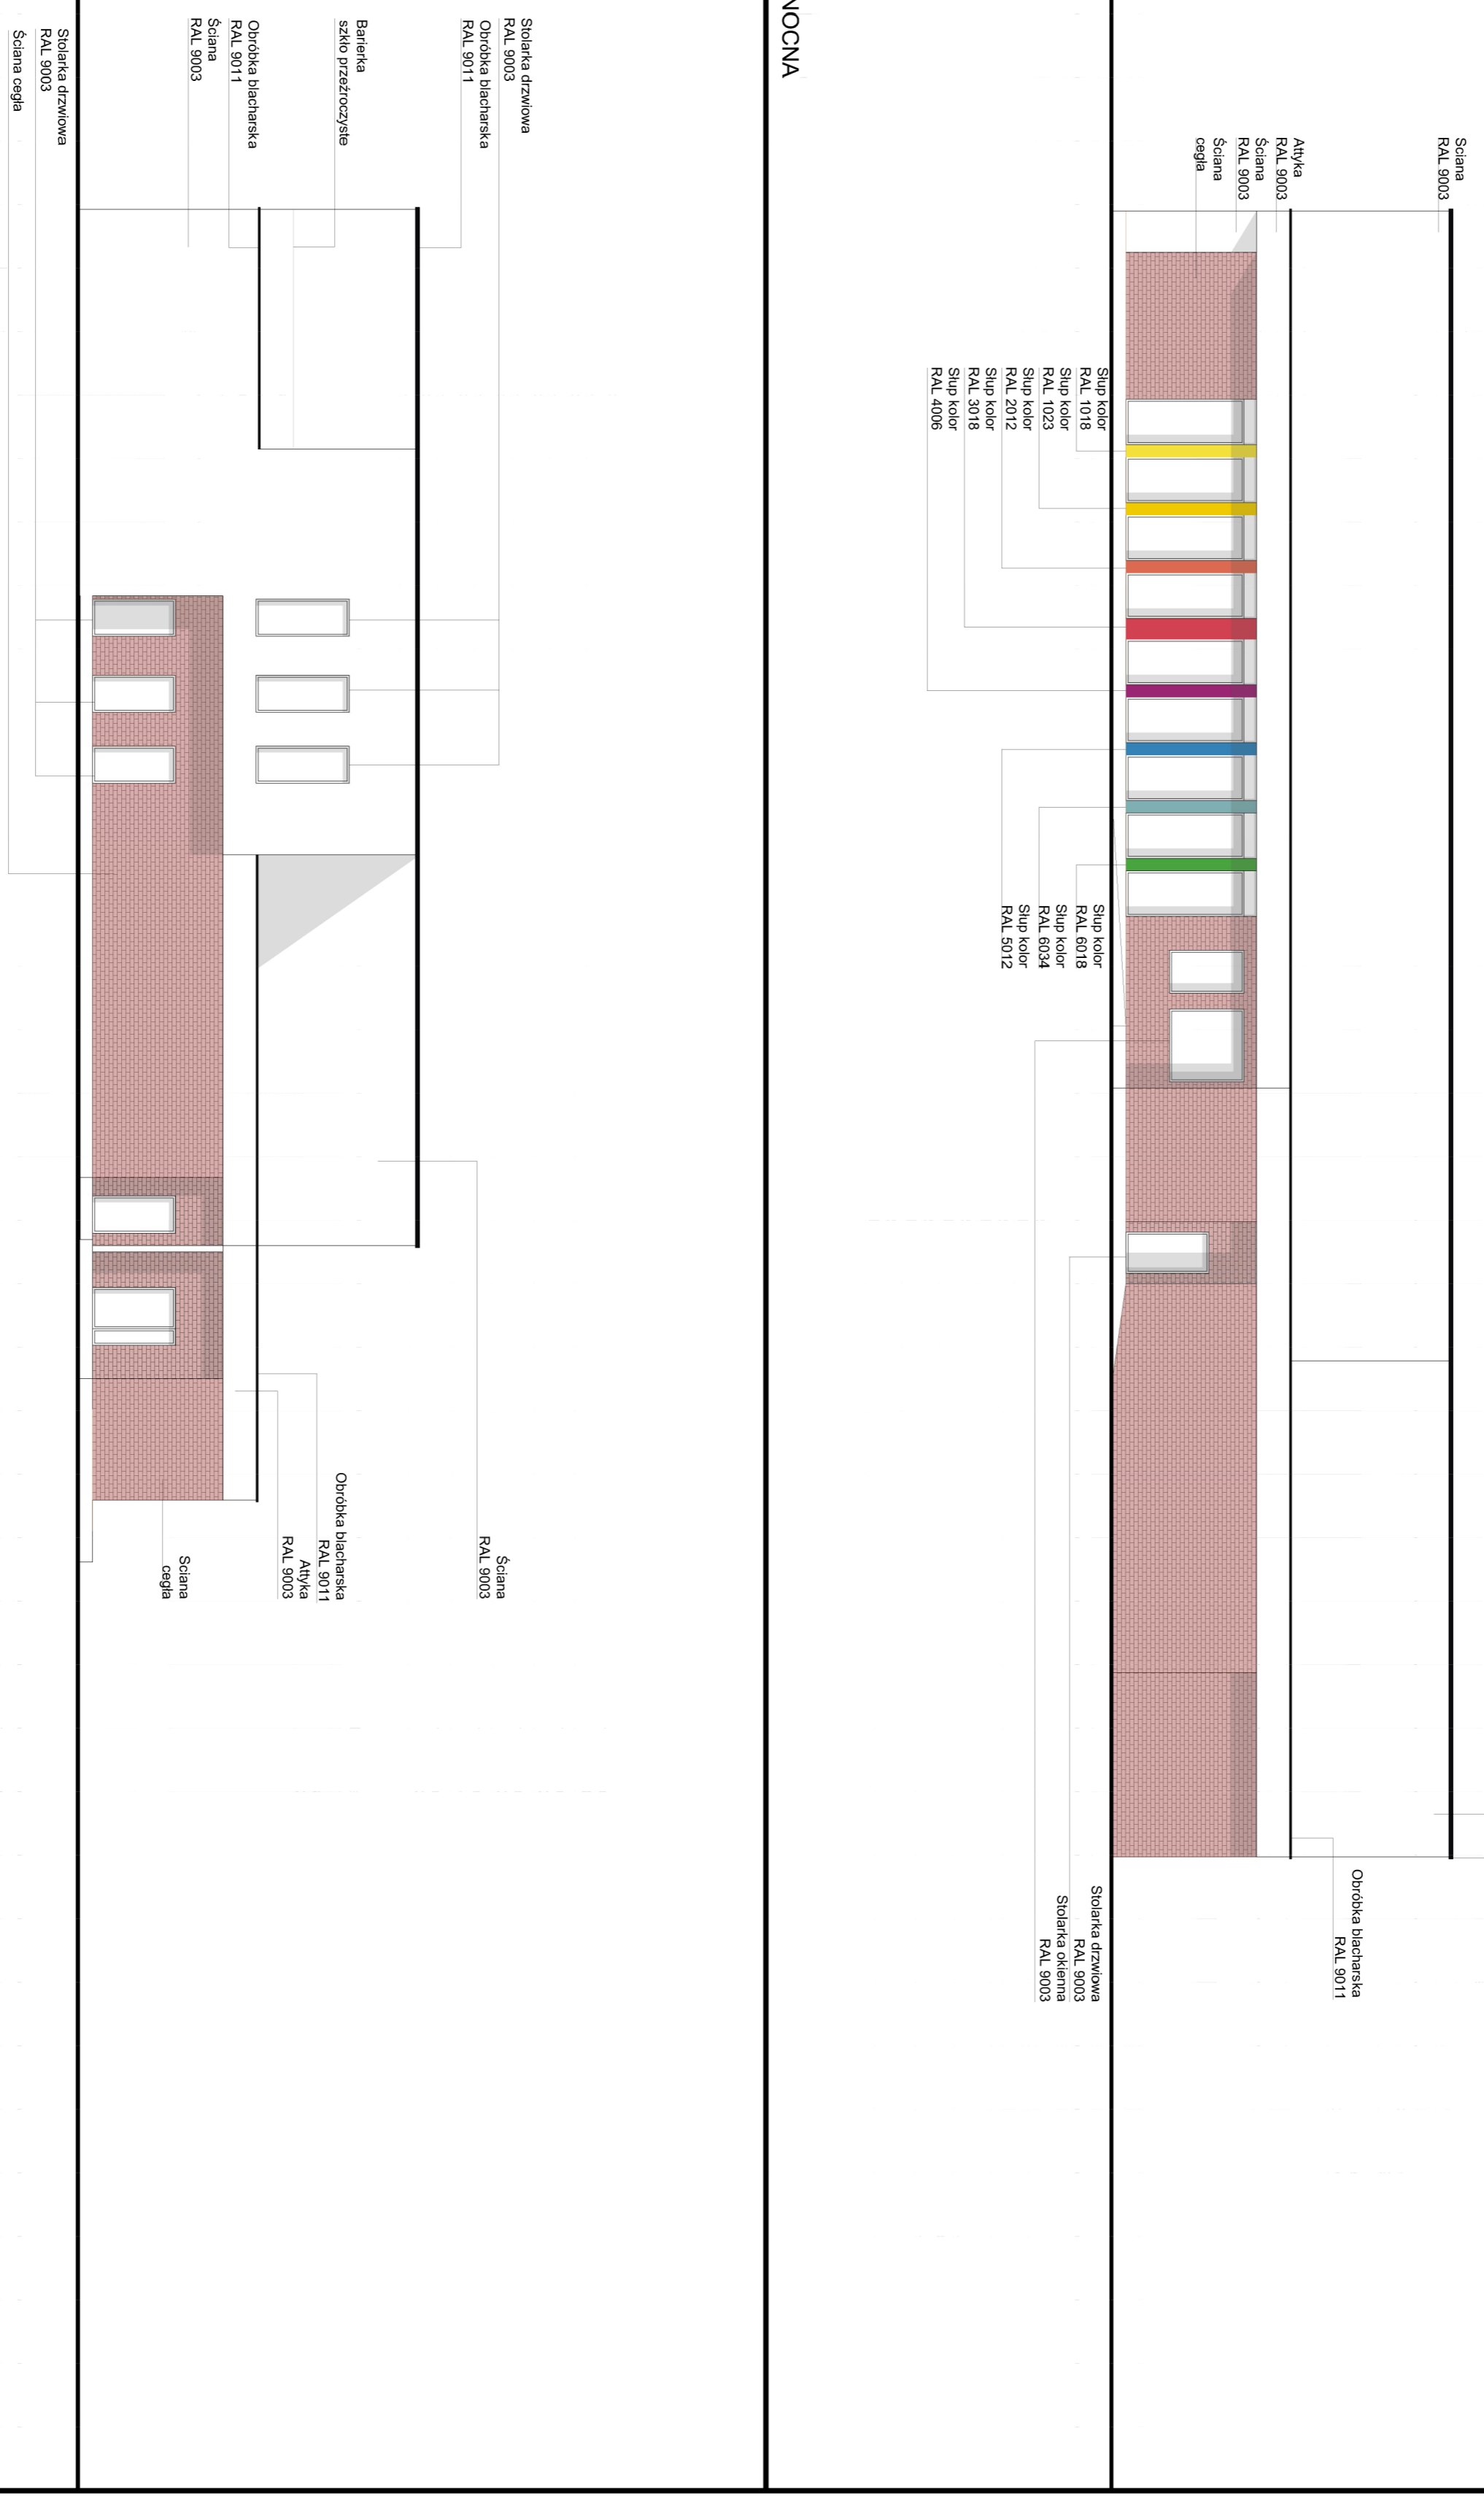 Ściana
RAL 9003
Attyka
RAL 9003
Ściana
RAL 9003
Ściana
cegła
Obróbka blacharska
RAL 9011
Słup kolor
RAL 1018
Słup kolor
RAL 1023
Słup kolor
RAL 2012
Słup kolor
RAL 3018
Słup kolor
RAL 4006
Słup kolor
RAL 6018
Słup kolor
RAL 6034
Słup kolor
RAL 5012
Stolarka drzwiowa
RAL 9003
Stolarka okienna
RAL 9003
NOCNA
Stolarka drzwiowa
RAL 9003
Obróbka blacharska
RAL 9011
Barierka
szkło przeźroczyste
Obróbka blacharska
RAL 9011
Ściana
RAL 9003
Ściana
RAL 9003
Obróbka blacharska
RAL 9011
Attyka
RAL 9003
Ściana
cegła
Stolarka drzwiowa
RAL 9003
Ściana cegła